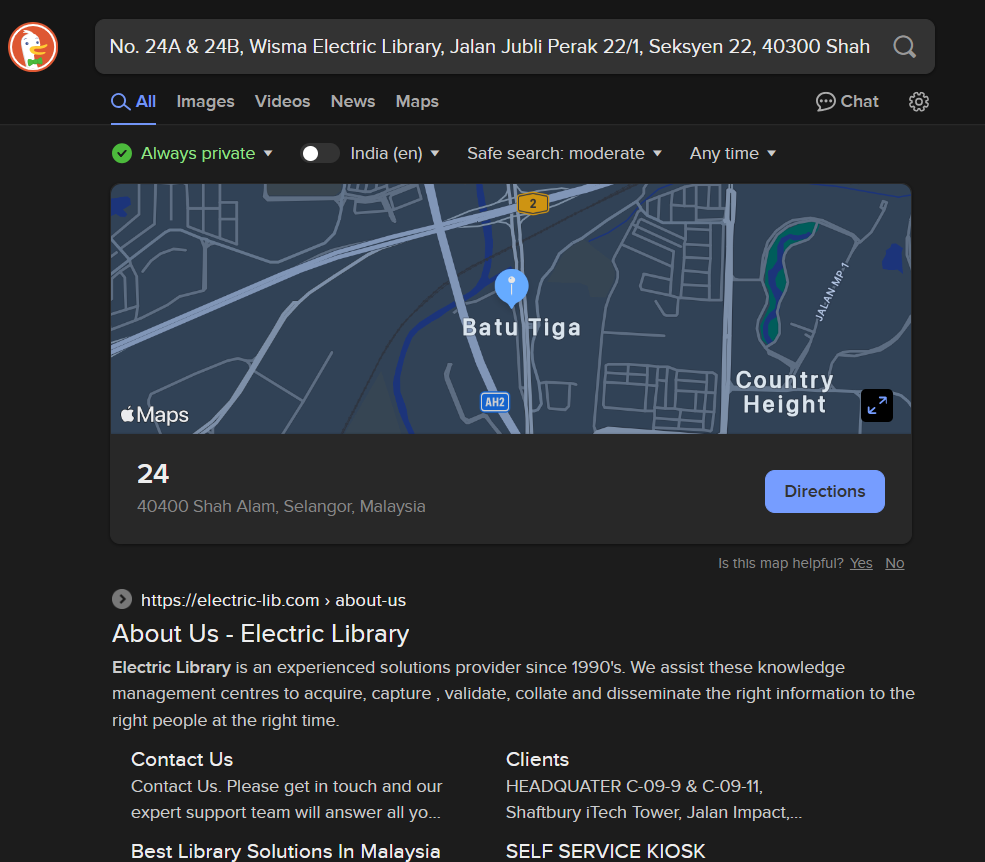 No. 24A & 24B, Wisma Electric Library, Jalan Jubli Perak 22/1, Seksyen 22, 40300 Shah
All Images Videos News Maps Chat
Always private India (en) Safe search: moderate Any time
2
Batu Tiga
JALAN-MP-1
Country
Height
AH2
Maps
24
40400 Shah Alam, Selangor, Malaysia
Directions
Is this map helpful? Yes No
https://electric-lib.com › about-us
About Us - Electric Library
Electric Library is an experienced solutions provider since 1990's. We assist these knowledge
management centres to acquire, capture , validate, collate and disseminate the right information to the
right people at the right time.
Contact Us
Contact Us. Please get in touch and our
expert support team will answer all yo...
Clients
HEADQUATER C-09-9 & C-09-11,
Shaftbury iTech Tower, Jalan Impact,...
Best Library Solutions In Malaysia
SELF SERVICE KIOSK